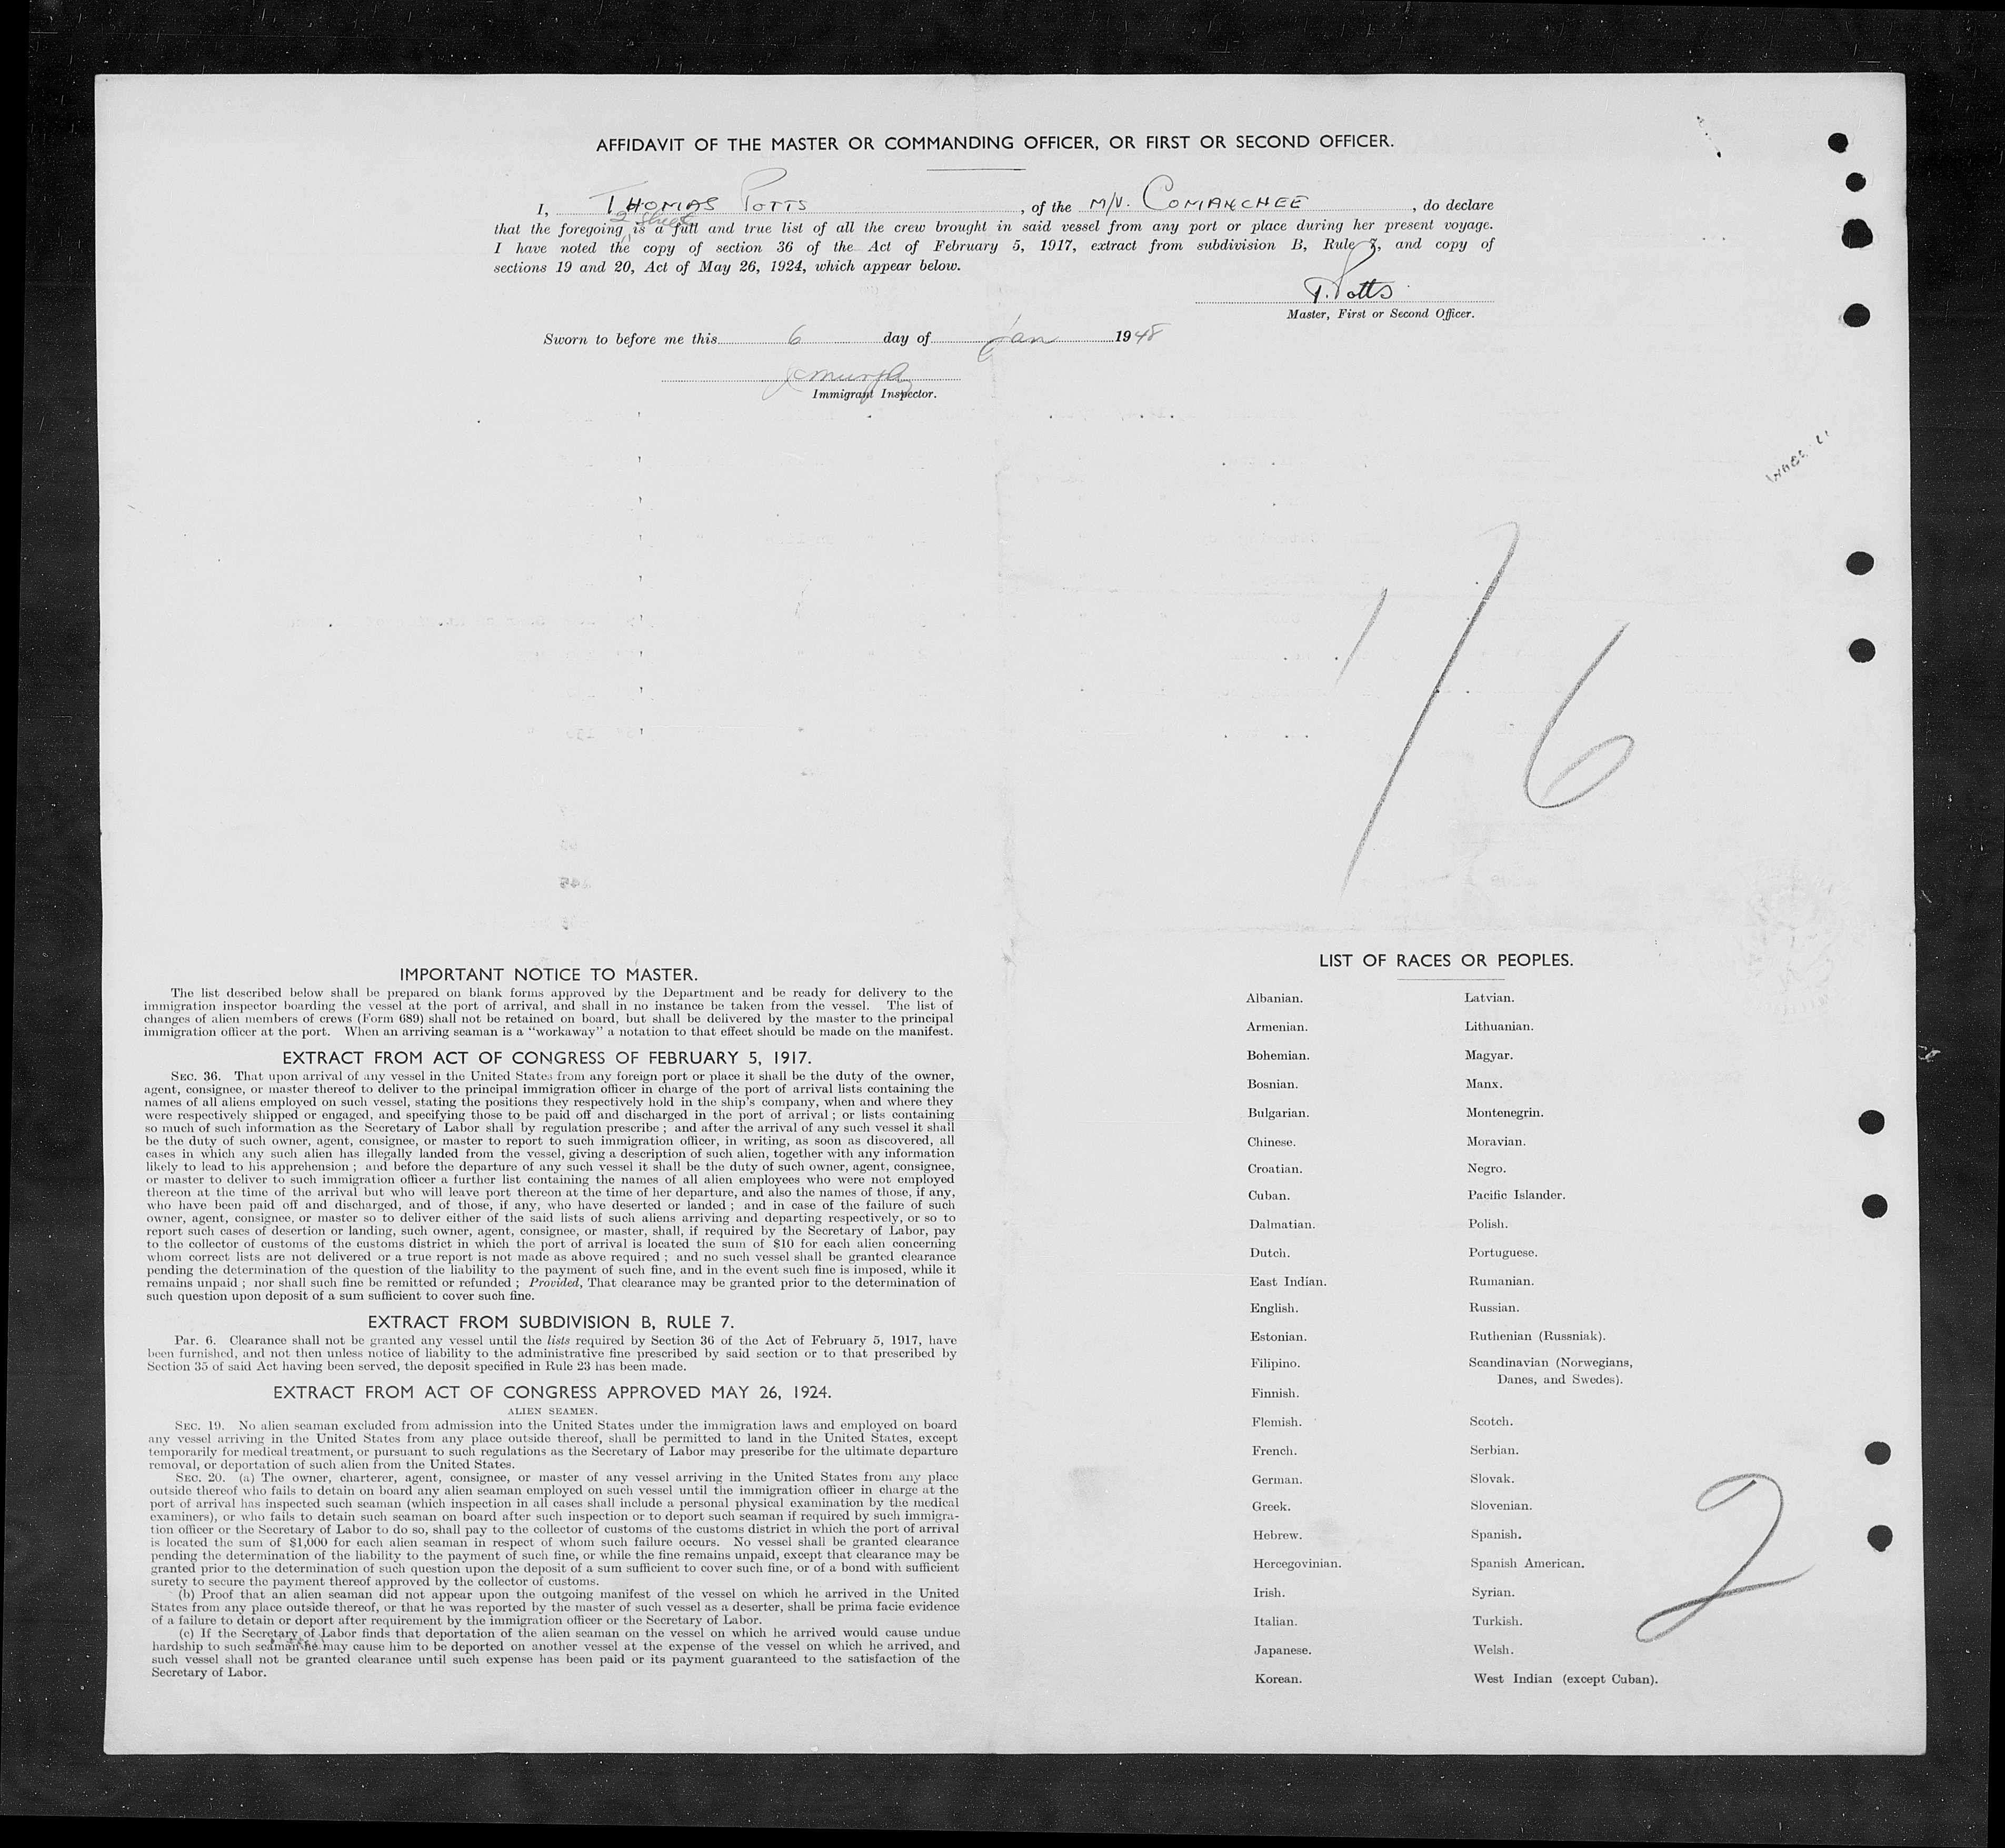 AFFIDAVIT OF THE MASTER OR COMMANDING OFFICER, OR FIRST OR SECOND OFFICER.
I, THOMAS POTTS, of the M/V. COMANCHEE, do declare
2 sheet
that the foregoing is a full and true list of all the crew brought in said vessel from any port or place during her present voyage.
I have noted the copy of section 36 of the Act of February 5, 1917, extract from subdivision B, Rule 7, and copy of
sections 19 and 20, Act of May 26, 1924, which appear below.
T. Potts
Master, First or Second Officer.
Sworn to before me this 6 day of Jan 1948
Immigrant Inspector.
1/6
IMPORTANT NOTICE TO MASTER.
The list described below shall be prepared on blank forms approved by the Department and be ready for delivery to the
immigration inspector boarding the vessel at the port of arrival, and shall in no instance be taken from the vessel. The list of
changes of alien members of crews (Form 689) shall not be retained on board, but shall be delivered by the master to the principal
immigration officer at the port. When an arriving seaman is a "workaway" a notation to that effect should be made on the manifest.
EXTRACT FROM ACT OF CONGRESS OF FEBRUARY 5, 1917.
SEC. 36. That upon arrival of any vessel in the United States from any foreign port or place it shall be the duty of the owner,
agent, consignee, or master thereof to deliver to the principal immigration officer in charge of the port of arrival lists containing the
names of all aliens employed on such vessel, stating the positions they respectively hold in the ship's company, when and where they
were respectively shipped or engaged, and specifying those to be paid off and discharged in the port of arrival ; or lists containing
so much of such information as the Secretary of Labor shall by regulation prescribe ; and after the arrival of any such vessel it shall
be the duty of such owner, agent, consignee, or master to report to such immigration officer, in writing, as soon as discovered, all
cases in which any such alien has illegally landed from the vessel, giving a description of such alien, together with any information
likely to lead to his apprehension ; and before the departure of any such vessel it shall be the duty of such owner, agent, consignee,
or master to deliver to such immigration officer a further list containing the names of all alien employees who were not employed
thereon at the time of the arrival but who will leave port thereon at the time of her departure, and also the names of those, if any,
who have been paid off and discharged, and of those, if any, who have deserted or landed ; and in case of the failure of such
owner, agent, consignee, or master so to deliver either of the said lists of such aliens arriving and departing respectively, or so to
report such cases of desertion or landing, such owner, agent, consignee, or master, shall, if required by the Secretary of Labor, pay
to the collector of customs of the customs district in which the port of arrival is located the sum of $10 for each alien concerning
whom correct lists are not delivered or a true report is not made as above required ; and no such vessel shall be granted clearance
pending the determination of the question of the liability to the payment of such fine, and in the event such fine is imposed, while it
remains unpaid ; nor shall such fine be remitted or refunded ; Provided, That clearance may be granted prior to the determination of
such question upon deposit of a sum sufficient to cover such fine.
EXTRACT FROM SUBDIVISION B, RULE 7.
Par. 6. Clearance shall not be granted any vessel until the lists required by Section 36 of the Act of February 5, 1917, have
been furnished, and not then unless notice of liability to the administrative fine prescribed by said section or to that prescribed by
Section 35 of said Act having been served, the deposit specified in Rule 23 has been made.
EXTRACT FROM ACT OF CONGRESS APPROVED MAY 26, 1924.
ALIEN SEAMEN.
SEC. 19. No alien seaman excluded from admission into the United States under the immigration laws and employed on board
any vessel arriving in the United States from any place outside thereof, shall be permitted to land in the United States, except
temporarily for medical treatment, or pursuant to such regulations as the Secretary of Labor may prescribe for the ultimate departure
removal, or deportation of such alien from the United States.
SEC. 20. (a) The owner, charterer, agent, consignee, or master of any vessel arriving in the United States from any place
outside thereof who fails to detain on board any alien seaman employed on such vessel until the immigration officer in charge at the
port of arrival has inspected such seaman (which inspection in all cases shall include a personal physical examination by the medical
examiners), or who fails to detain such seaman on board after such inspection or to deport such seaman if required by such immigra-
tion officer or the Secretary of Labor to do so, shall pay to the collector of customs of the customs district in which the port of arrival
is located the sum of $1,000 for each alien seaman in respect of whom such failure occurs. No vessel shall be granted clearance
pending the determination of the liability to the payment of such fine, or while the fine remains unpaid, except that clearance may be
granted prior to the determination of such question upon the deposit of a sum sufficient to cover such fine, or of a bond with sufficient
surety to secure the payment thereof approved by the collector of customs.
(b) Proof that an alien seaman did not appear upon the outgoing manifest of the vessel on which he arrived in the United
States from any place outside thereof, or that he was reported by the master of such vessel as a deserter, shall be prima facie evidence
of a failure to detain or deport after requirement by the immigration officer or the Secretary of Labor.
(c) If the Secretary of Labor finds that deportation of the alien seaman on the vessel on which he arrived would cause undue
hardship to such seaman he may cause him to be deported on another vessel at the expense of the vessel on which he arrived, and
such vessel shall not be granted clearance until such expense has been paid or its payment guaranteed to the satisfaction of the
Secretary of Labor.
LIST OF RACES OR PEOPLES.
Albanian.
Armenian.
Bohemian.
Bosnian.
Bulgarian.
Chinese.
Croatian.
Cuban.
Dalmatian.
Dutch.
East Indian.
English.
Estonian.
Filipino.
Finnish.
Flemish.
French.
German.
Greek.
Hebrew.
Hercegovinian.
Irish.
Italian.
Japanese.
Korean.
Latvian.
Lithuanian.
Magyar.
Manx.
Montenegrin.
Moravian.
Negro.
Pacific Islander.
Polish.
Portuguese.
Rumanian.
Russian.
Ruthenian (Russniak).
Scandinavian (Norwegians,
Danes, and Swedes).
Scotch.
Serbian.
Slovak.
Slovenian.
Spanish.
Spanish American.
Syrian.
Turkish.
Welsh.
West Indian (except Cuban).
2